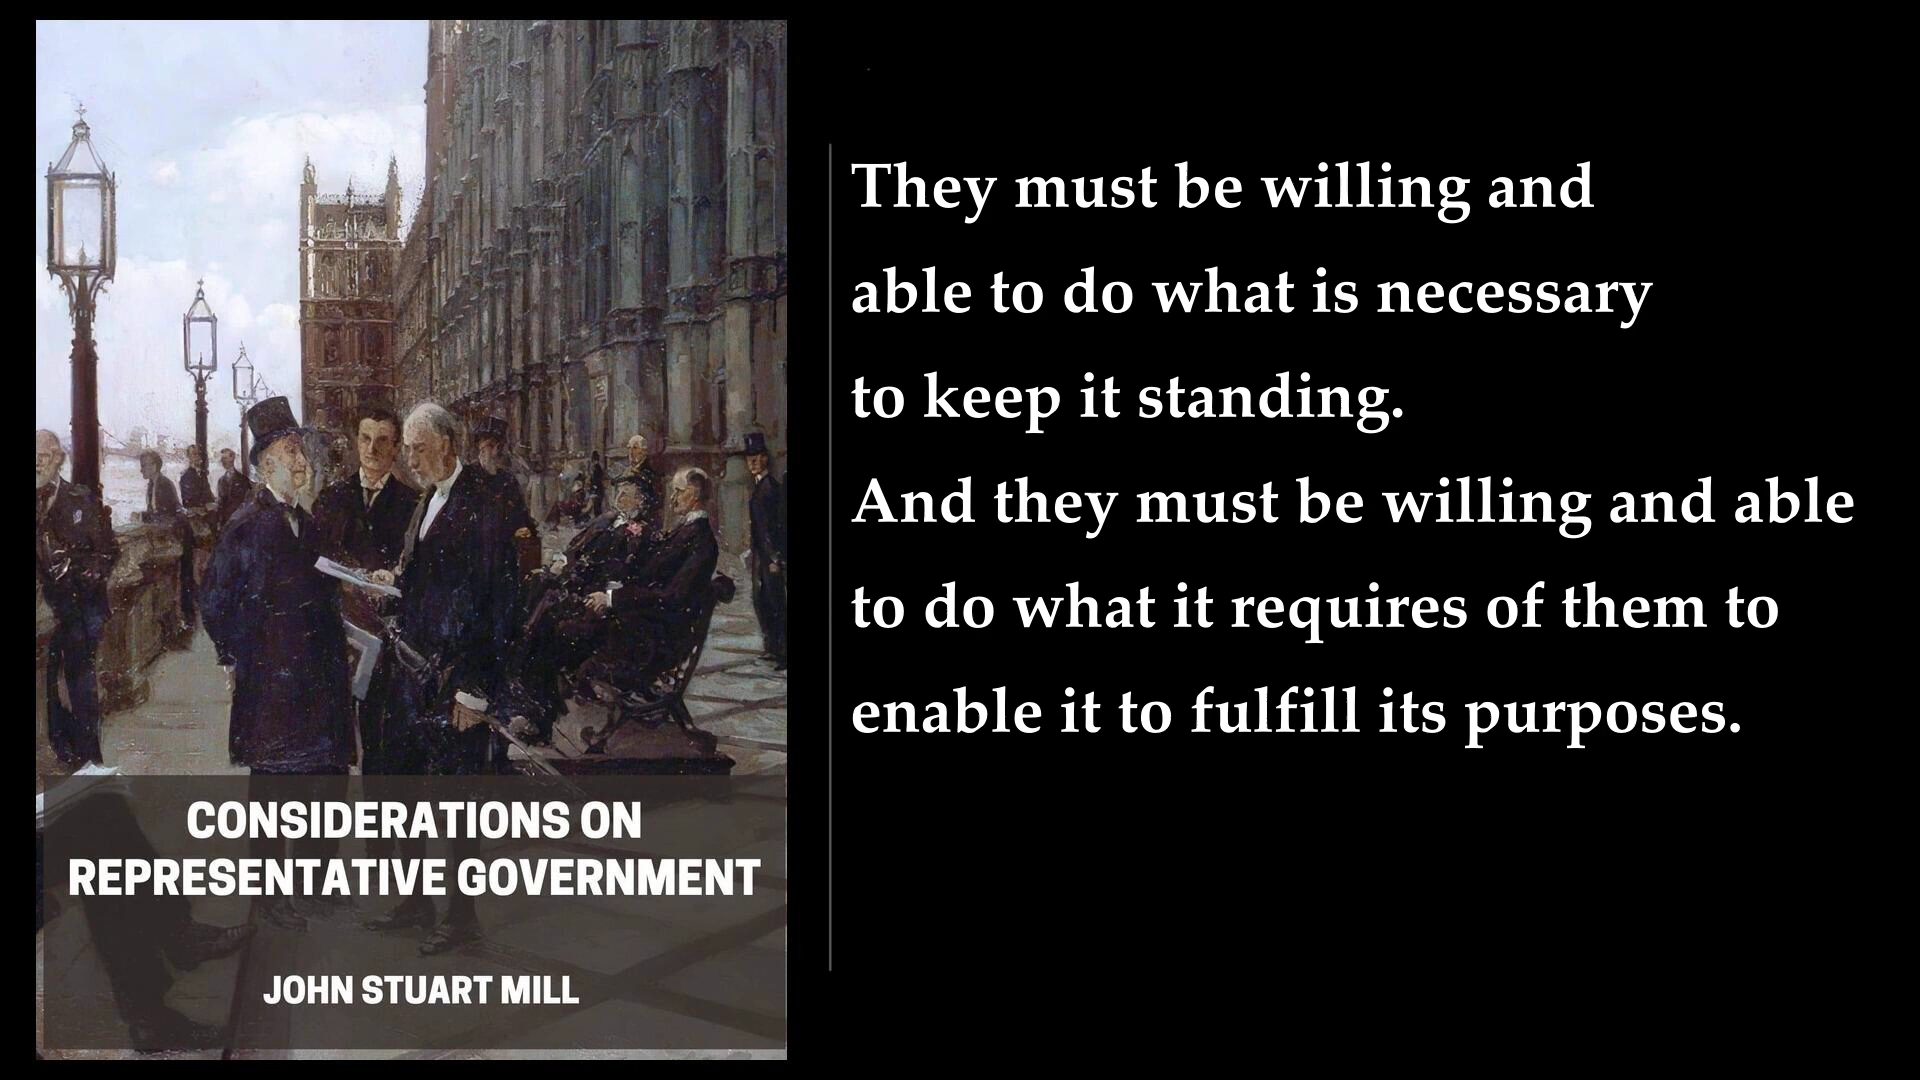 They must be willing and
able to do what is necessary
to keep it standing.
And they must be willing and able
to do what it requires of them to
enable it to fulfill its purposes.
CONSIDERATIONS ON
REPRESENTATIVE GOVERNMENT
JOHN STUART MILL